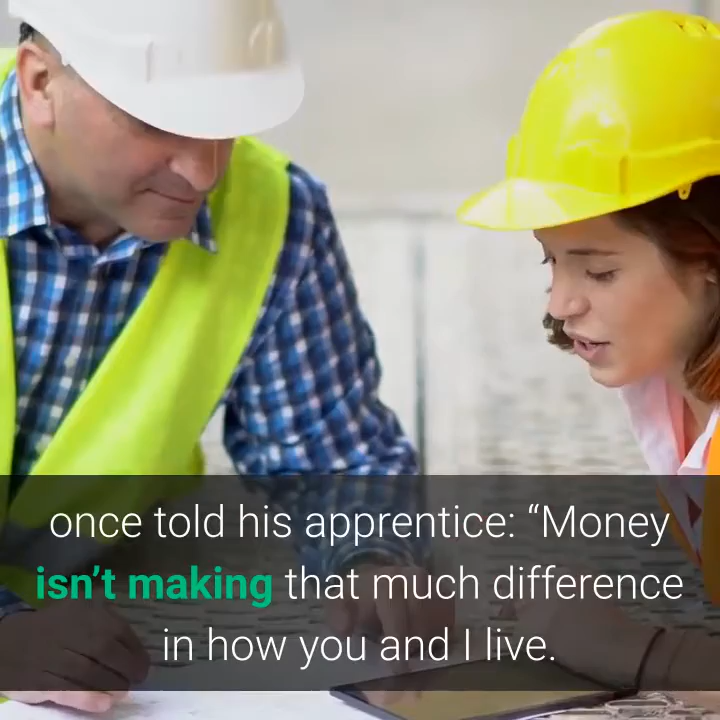 once told his apprentice: “Money
isn’t making that much difference
in how you and I live.